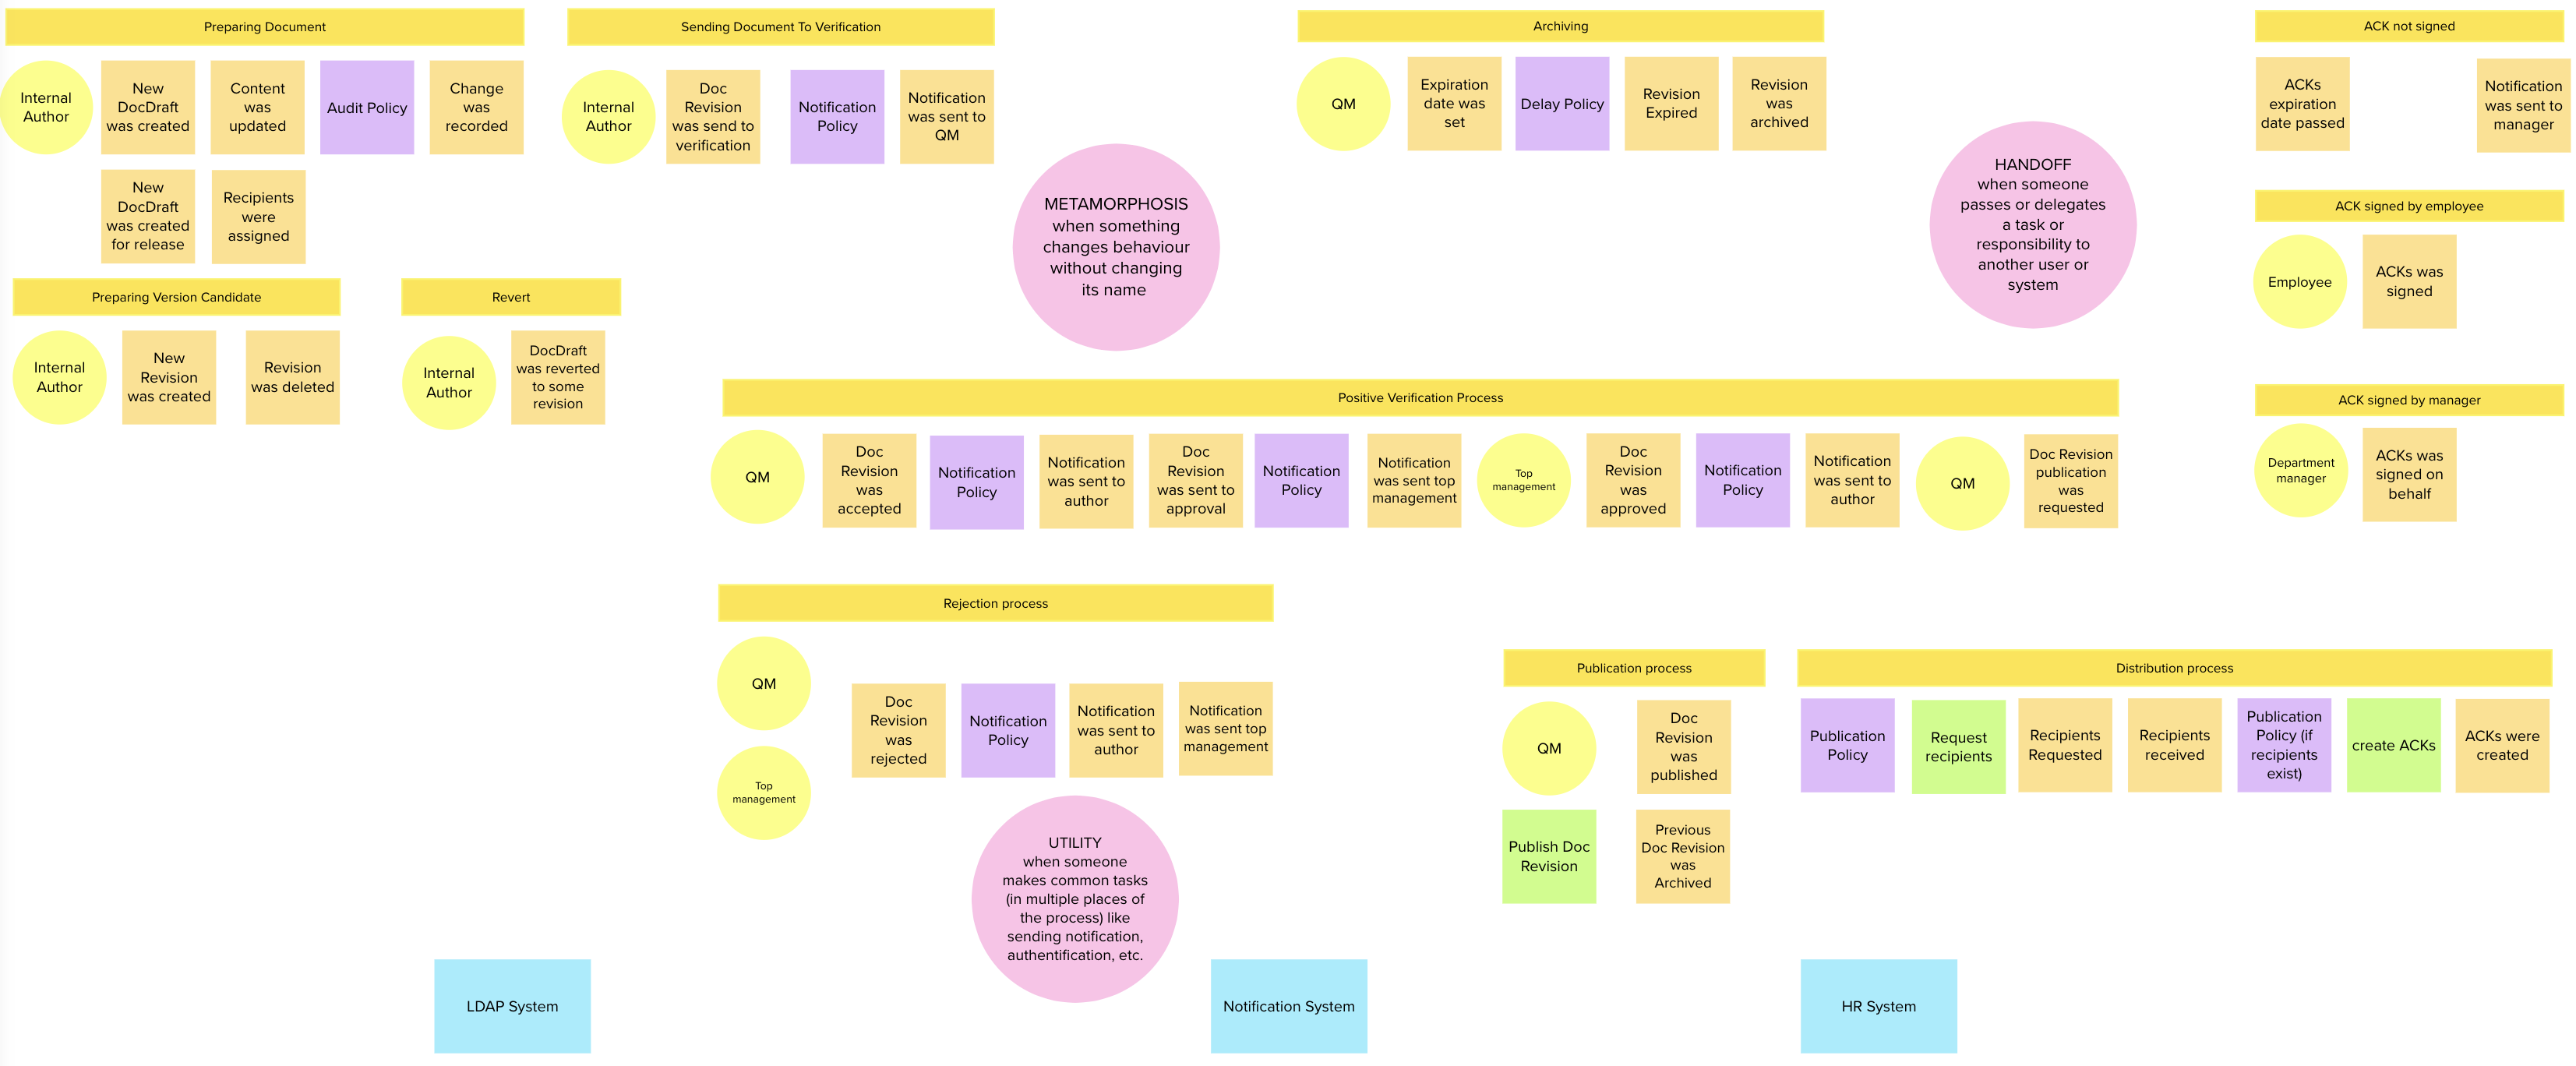 Preparing Document
Internal
Author
New
DocDraft
was created
Content
was
updated
Audit Policy
Change
was
recorded
New
DocDraft
was created
for release
Recipients
were
assigned
Sending Document To Verification
Internal
Author
Doc
Revision
was send to
verification
Notification
Policy
Notification
was sent to
QM
METAMORPHOSIS
when something
changes behaviour
without changing
its name
Archiving
QM
Expiration
date was
set
Delay Policy
Revision
Expired
Revision
was
archived
HANDOFF
when someone
passes or delegates
a task or
responsibility to
another user or
system
ACK not signed
ACKs
expiration
date passed
Notification
was sent to
manager
ACK signed by employee
Employee
ACKs was
signed
ACK signed by manager
Department
manager
ACKs was
signed on
behalf
Preparing Version Candidate
Internal
Author
New
Revision
was created
Revision
was deleted
Revert
Internal
Author
DocDraft
was reverted
to some
revision
Positive Verification Process
QM
Doc
Revision
was
accepted
Notification
Policy
Notification
was sent to
author
Doc
Revision
was sent to
approval
Notification
Policy
Notification
was sent top
management
Top
management
Doc
Revision
was
approved
Notification
Policy
Notification
was sent to
author
QM
Doc Revision
publication
was
requested
Rejection process
QM
Top
management
Doc
Revision
was
rejected
Notification
Policy
Notification
was sent to
author
Notification
was sent top
management
UTILITY
when someone
makes common tasks
(in multiple places of
the process) like
sending notification,
authentification, etc.
Publication process
QM
Doc
Revision
was
published
Publish Doc
Revision
Previous
Doc Revision
was
Archived
Distribution process
Publication
Policy
Request
recipients
Recipients
Requested
Recipients
received
Publication
Policy (if
recipients
exist)
create ACKs
ACKs were
created
LDAP System
Notification System
HR System